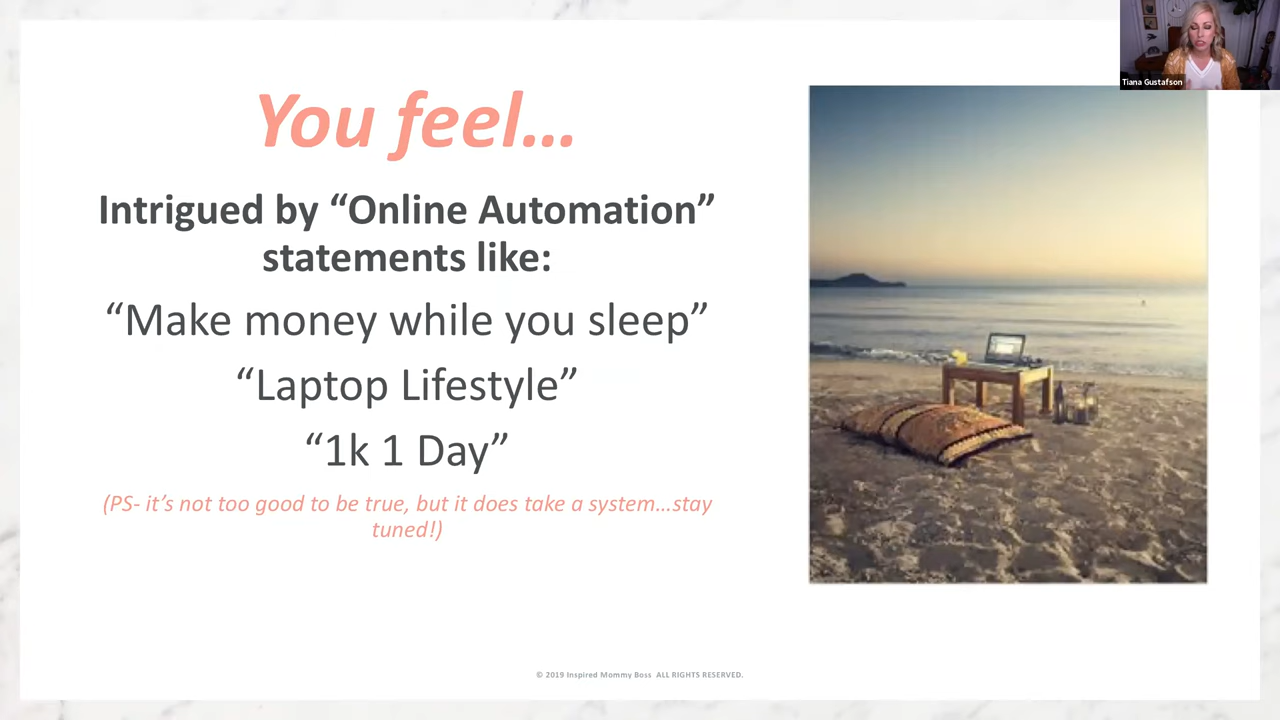 Tiana Gustafson
You feel...
Intrigued by “Online Automation”
statements like:
“Make money while you sleep”
“Laptop Lifestyle”
“1k 1 Day”
(PS- it’s not too good to be true, but it does take a system...stay
tuned!)
© 2019 Inspired Mommy Boss ALL RIGHTS RESERVED.